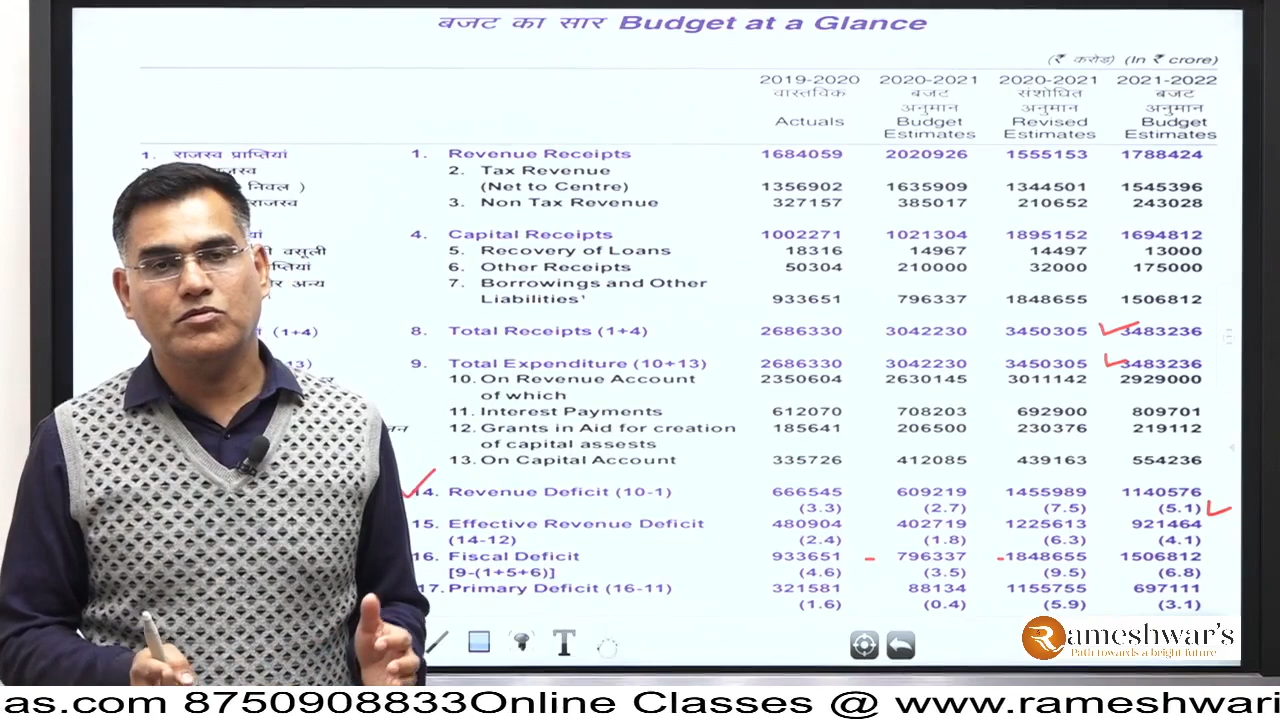 बजट का सार Budget at a Glance
(₹ करोड़) (In ₹ crore)
2019-2020 2020-2021 2020-2021 2021-2022
वास्तविक बजट संशोधित बजट
अनुमान अनुमान अनुमान
Actuals Budget Revised Budget
Estimates Estimates Estimates
1. राजस्व प्राप्तियां 1. Revenue Receipts 1684059 2020926 1555153 1788424
2. Tax Revenue
निवल ) (Net to Centre) 1356902 1635909 1344501 1545396
राजस्व 3. Non Tax Revenue 327157 385017 210652 243028
4. Capital Receipts 1002271 1021304 1895152 1694812
वसूली 5. Recovery of Loans 18316 14967 14497 13000
6. Other Receipts 50304 210000 32000 175000
अन्य 7. Borrowings and Other
Liabilities¹ 933651 796337 1848655 1506812
(1+4) 8. Total Receipts (1+4) 2686330 3042230 3450305 3483236
9. Total Expenditure (10+13) 2686330 3042230 3450305 3483236
10. On Revenue Account 2350604 2630145 3011142 2929000
of which
11. Interest Payments 612070 708203 692900 809701
12. Grants in Aid for creation 185641 206500 230376 219112
of capital assests
13. On Capital Account 335726 412085 439163 554236
14. Revenue Deficit (10-1) 666545 609219 1455989 1140576
(3.3) (2.7) (7.5) (5.1)
15. Effective Revenue Deficit 480904 402719 1225613 921464
(14-12) (2.4) (1.8) (6.3) (4.1)
16. Fiscal Deficit 933651 796337 1848655 1506812
[9-(1+5+6)] (4.6) (3.5) (9.5) (6.8)
17. Primary Deficit (16-11) 321581 88134 1155755 697111
(1.6) (0.4) (5.9) (3.1)
T
Rameshwar's
Path towards a bright future
as.com 8750908833Online Classes @ www.rameshwari